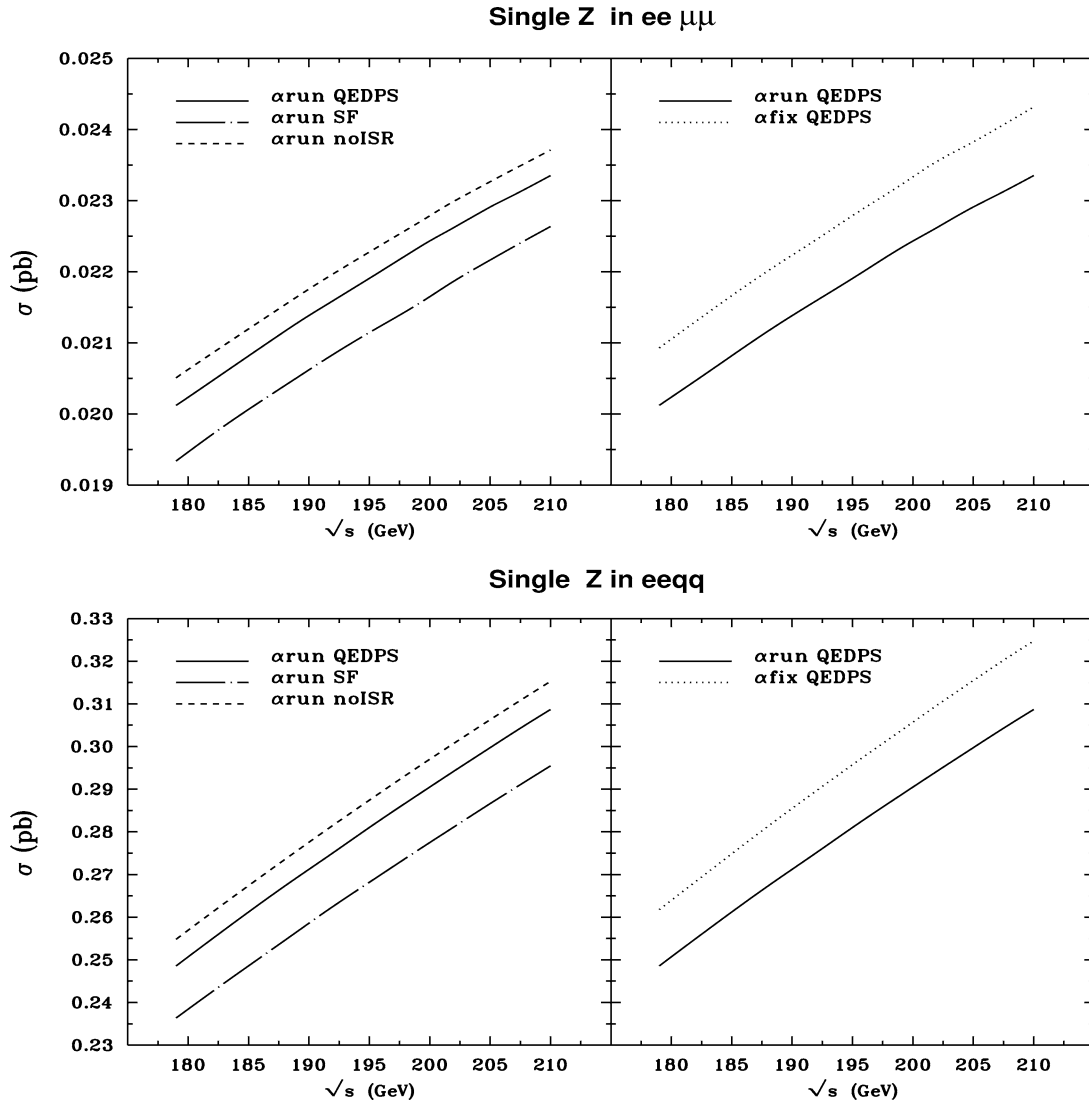 Single Z in ee μμ
0.025
0.024
0.023
0.022
0.021
0.020
0.019
σ (pb)
αrun QEDPS
αrun SF
αrun noISR
αrun QEDPS
αfix QEDPS
180 185 190 195 200 205 210
180 185 190 195 200 205 210
√s (GeV)
√s (GeV)
Single Z in eeqq
0.33
0.32
0.31
0.30
0.29
0.28
0.27
0.26
0.25
0.24
0.23
σ (pb)
αrun QEDPS
αrun SF
αrun noISR
αrun QEDPS
αfix QEDPS
180 185 190 195 200 205 210
180 185 190 195 200 205 210
√s (GeV)
√s (GeV)